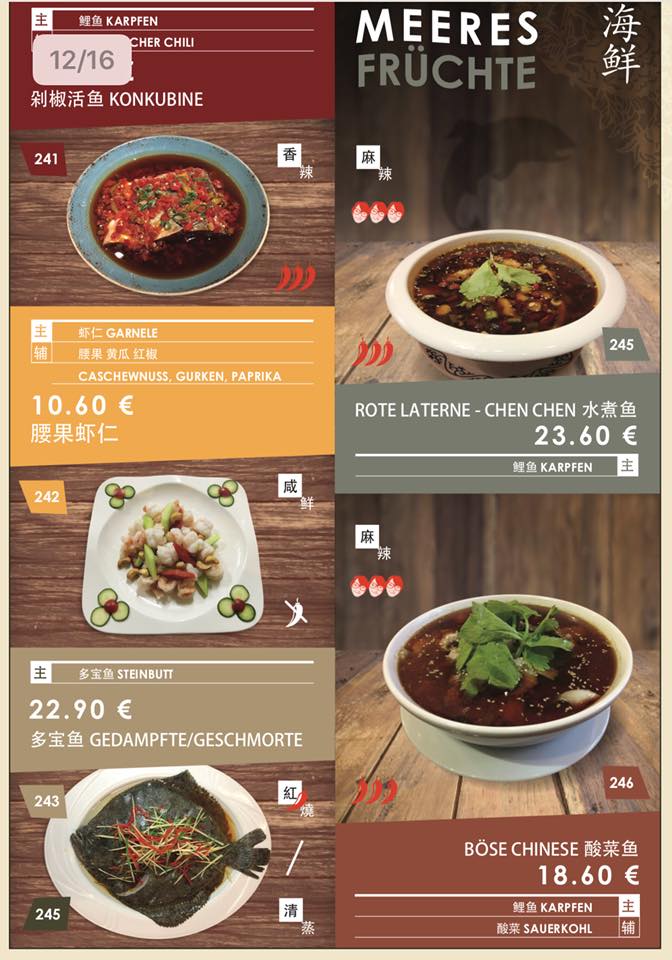 主 鲤鱼 KARPFEN
CHER CHILI
12/16
剁椒活鱼 KONKUBINE
241
香辣
主 虾仁 GARNELE
辅 腰果 黄瓜 红椒
CASCHEWNUSS, GURKEN, PAPRIKA
10.60 €
腰果虾仁
242
咸鲜
主 多宝鱼 STEINBUTT
22.90 €
多宝鱼 GEDAMPFTE/GESCHMORTE
243
紅燒
/
245
清蒸
MEERES
FRÜCHTE
海鲜
麻辣
245
ROTE LATERNE - CHEN CHEN 水煮鱼
23.60 €
鲤鱼 KARPFEN 主
麻辣
246
BÖSE CHINESE 酸菜鱼
18.60 €
鲤鱼 KARPFEN 主
酸菜 SAUERKOHL 辅